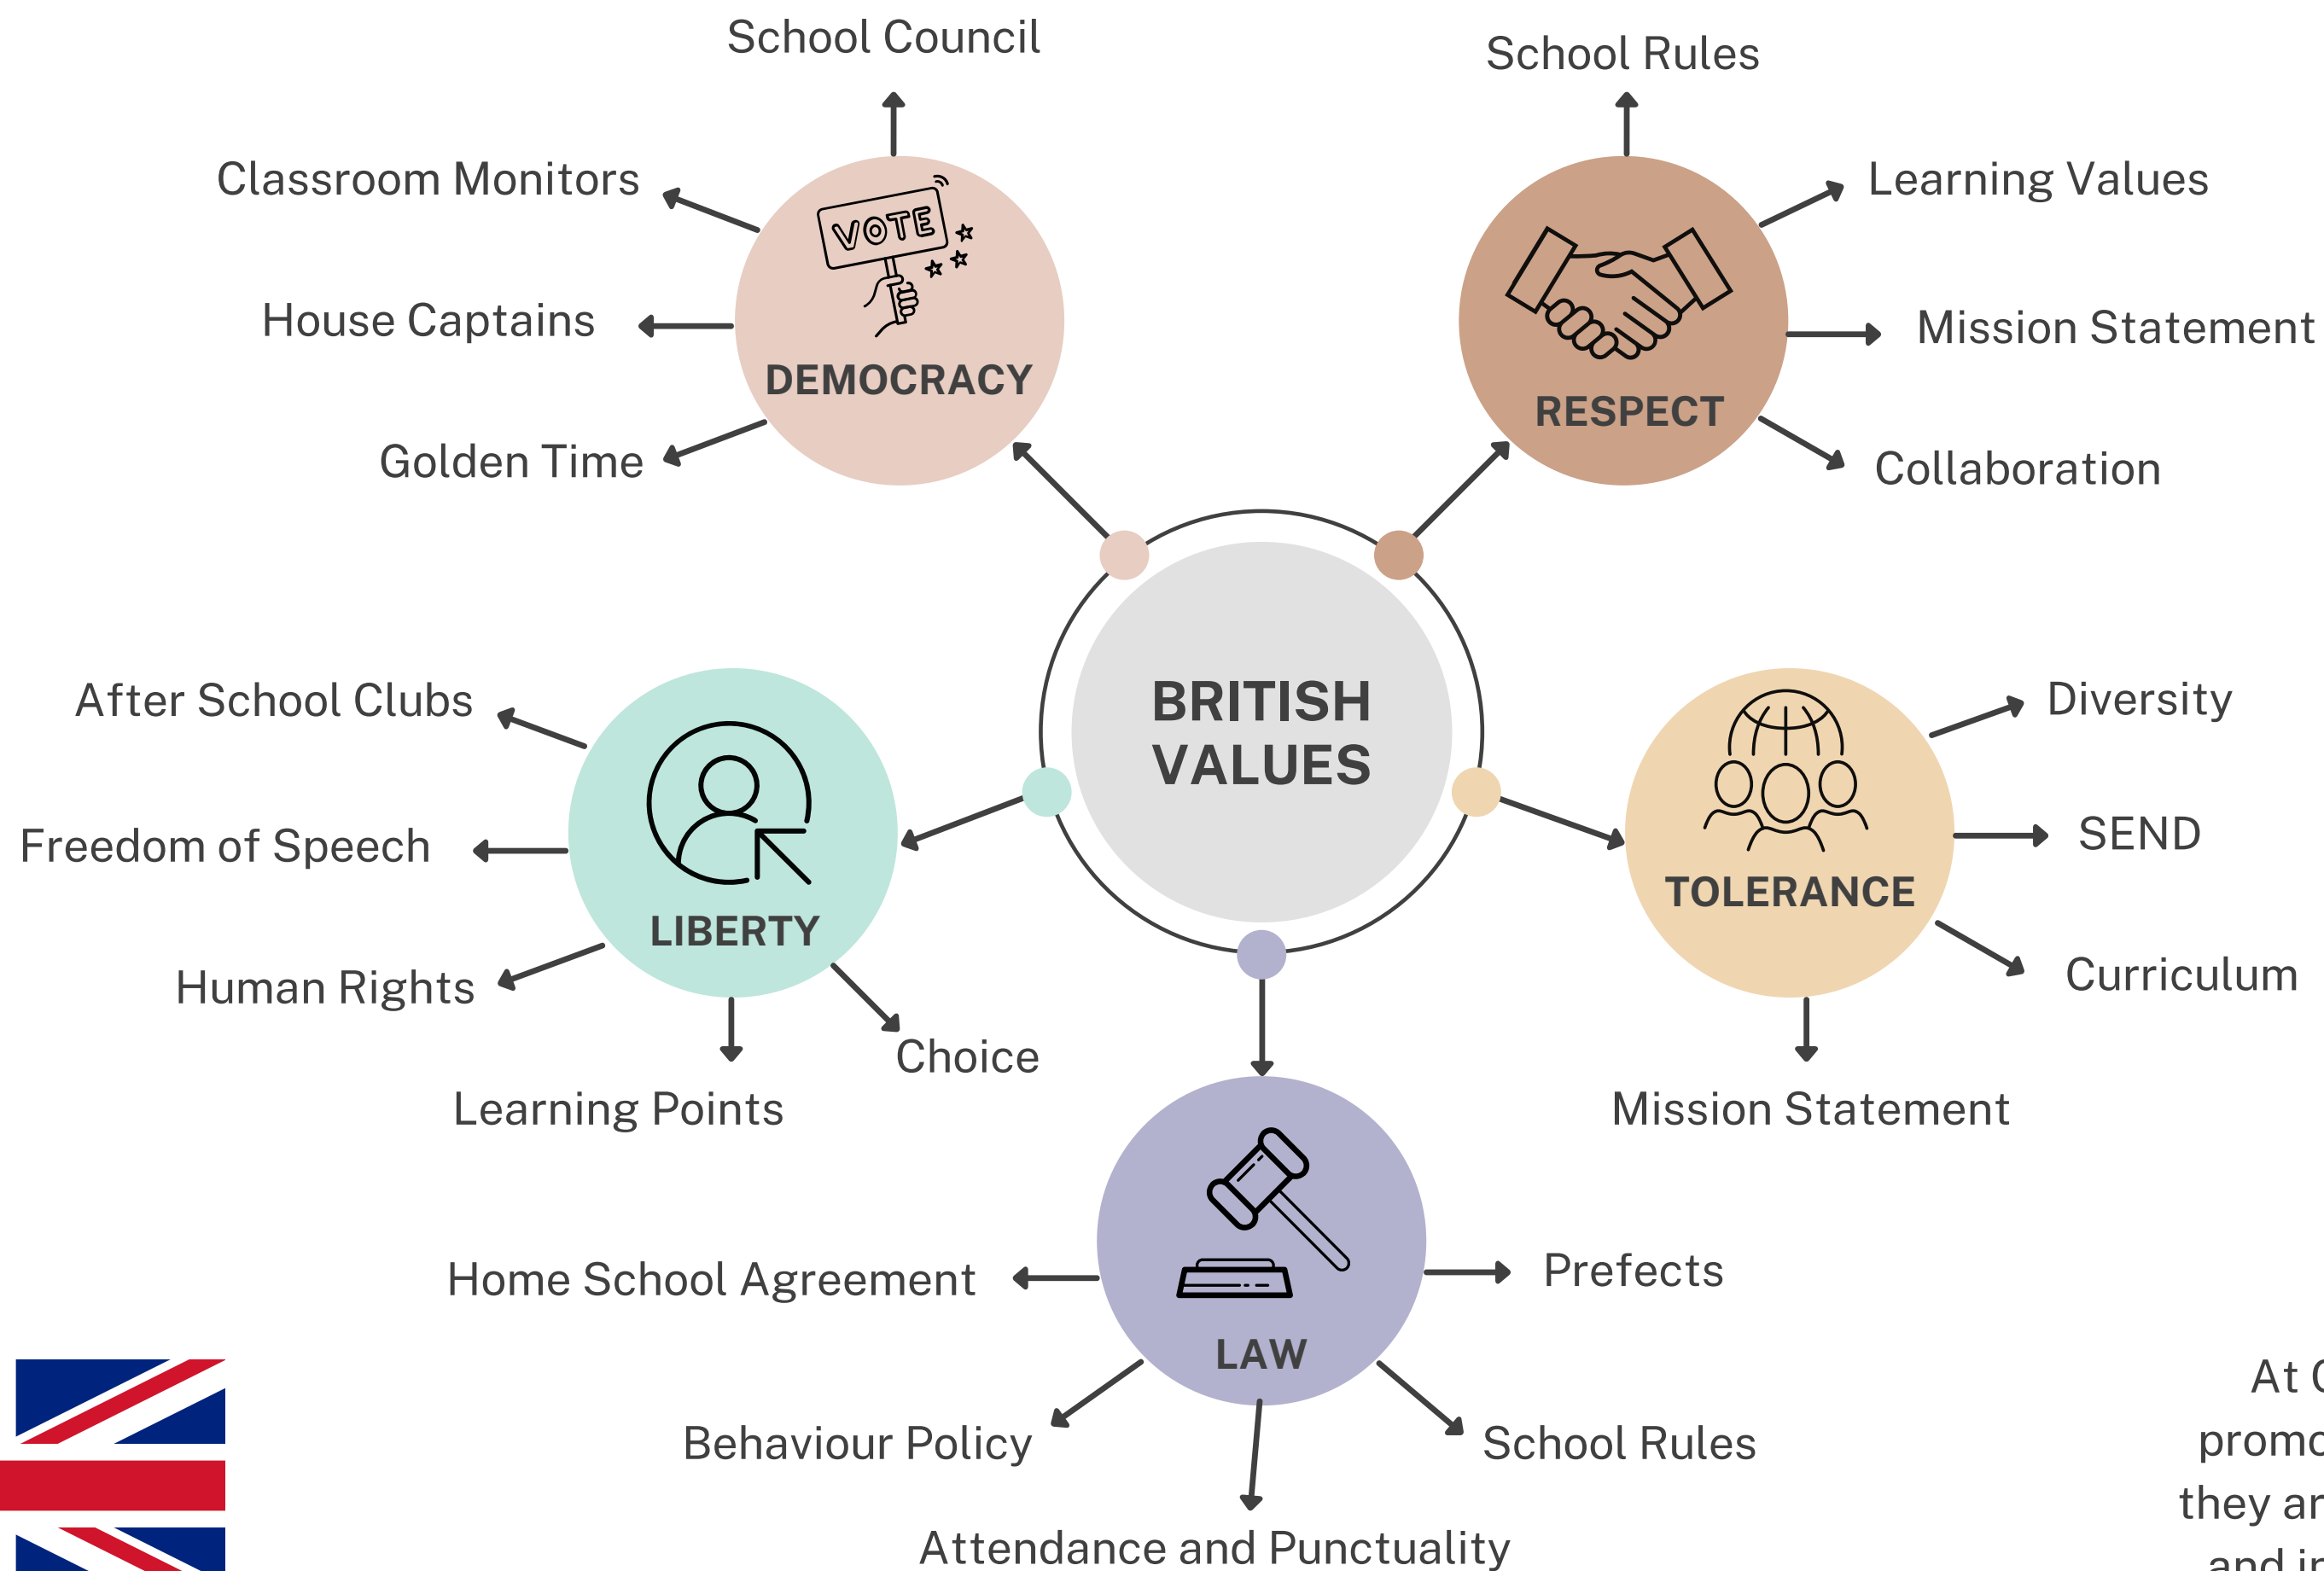 School Council
School Rules
Classroom Monitors
Learning Values
VOTE
House Captains
Mission Statement
DEMOCRACY
RESPECT
Golden Time
Collaboration
BRITISH
VALUES
After School Clubs
Diversity
Freedom of Speech
SEND
TOLERANCE
LIBERTY
Human Rights
Curriculum
Choice
Learning Points
Mission Statement
Home School Agreement
Prefects
LAW
Behaviour Policy
School Rules
Attendance and Punctuality
At
they
and